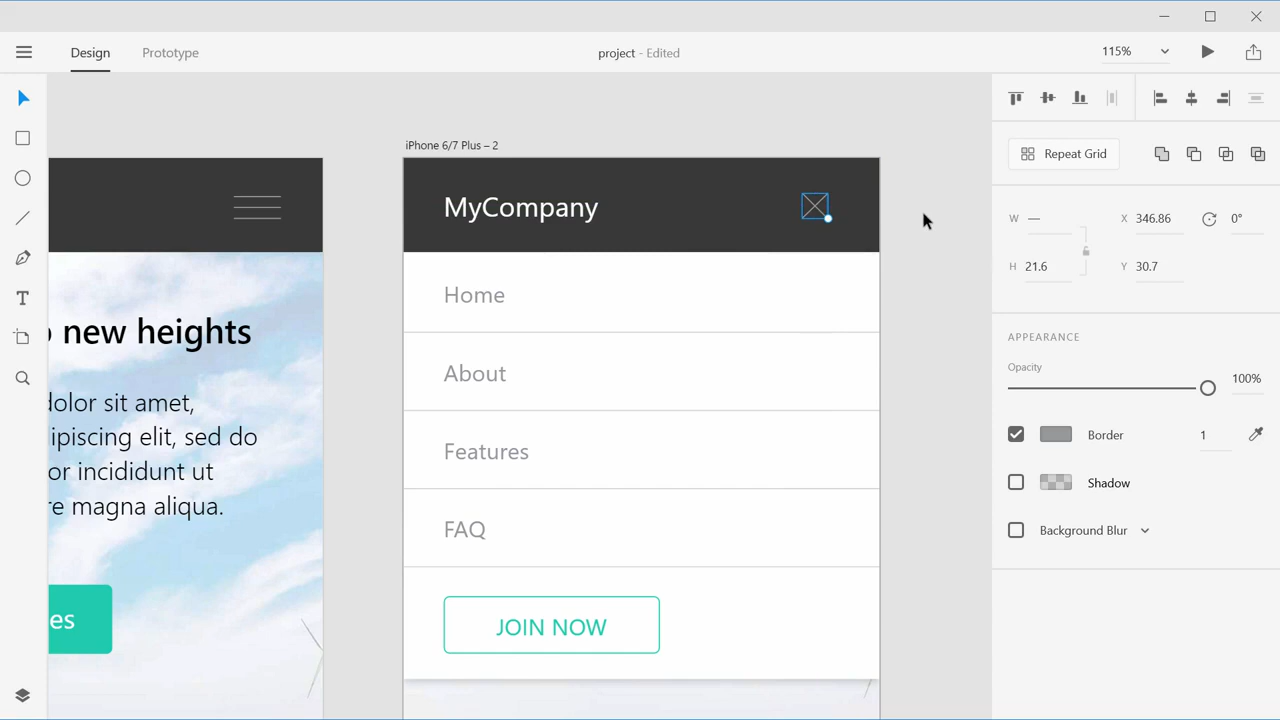 Design
Prototype
project - Edited
115%
iPhone 6/7 Plus – 2
MyCompany
Home
About
Features
FAQ
JOIN NOW
new heights
dolor sit amet,
ipiscing elit, sed do
or incididunt ut
re magna aliqua.
es
Repeat Grid
W —
X 346.86
0°
H 21.6
Y 30.7
APPEARANCE
Opacity
100%
Border
1
Shadow
Background Blur